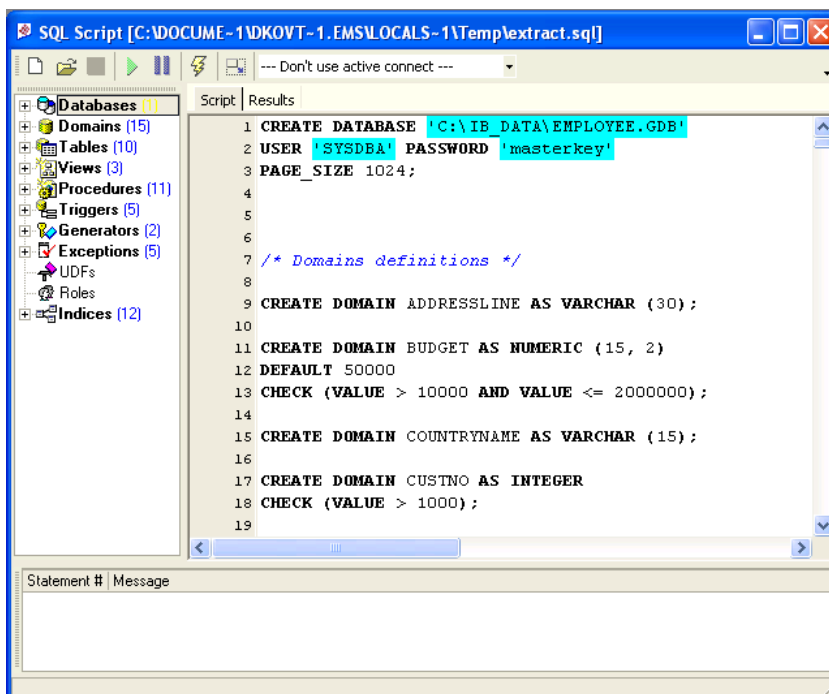 SQL Script [C:\DOCUME~1\DKOVT~1.EMS\LOCALS~1\Temp\extract.sql]
--- Don't use active connect ---
Databases (1)
Domains (15)
Tables (10)
Views (3)
Procedures (11)
Triggers (5)
Generators (2)
Exceptions (5)
UDFs
Roles
Indices (12)
Script Results
1 CREATE DATABASE 'C:\IB_DATA\EMPLOYEE.GDB'
2 USER 'SYSDBA' PASSWORD 'masterkey'
3 PAGE_SIZE 1024;
4
5
6
7 /* Domains definitions */
8
9 CREATE DOMAIN ADDRESSLINE AS VARCHAR (30);
10
11 CREATE DOMAIN BUDGET AS NUMERIC (15, 2)
12 DEFAULT 50000
13 CHECK (VALUE > 10000 AND VALUE <= 2000000);
14
15 CREATE DOMAIN COUNTRYNAME AS VARCHAR (15);
16
17 CREATE DOMAIN CUSTNO AS INTEGER
18 CHECK (VALUE > 1000);
19
Statement # Message